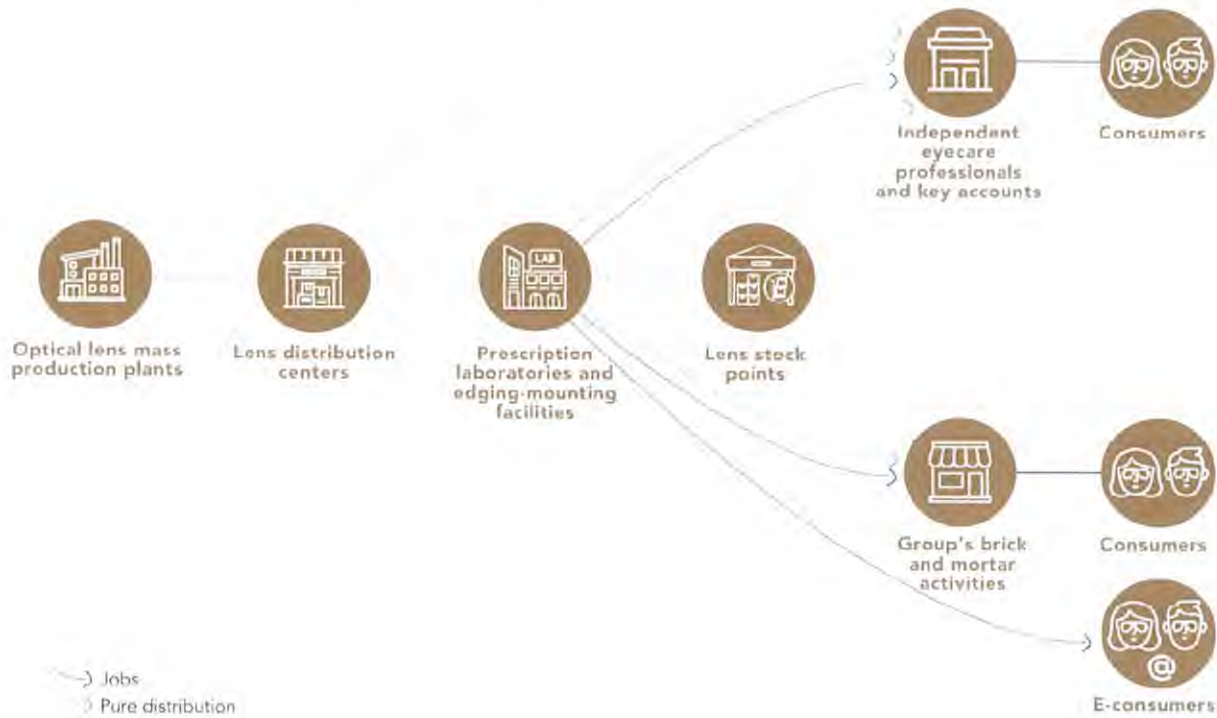 Independent
eyecare
professionals
and key accounts
Consumers
Optical lens mass
production plants
Lens distribution
centers
LAB
Prescription
laboratories and
edging-mounting
facilities
Lens stock
points
Group's brick
and mortar
activities
Consumers
@
E-consumers
Jobs
Pure distribution